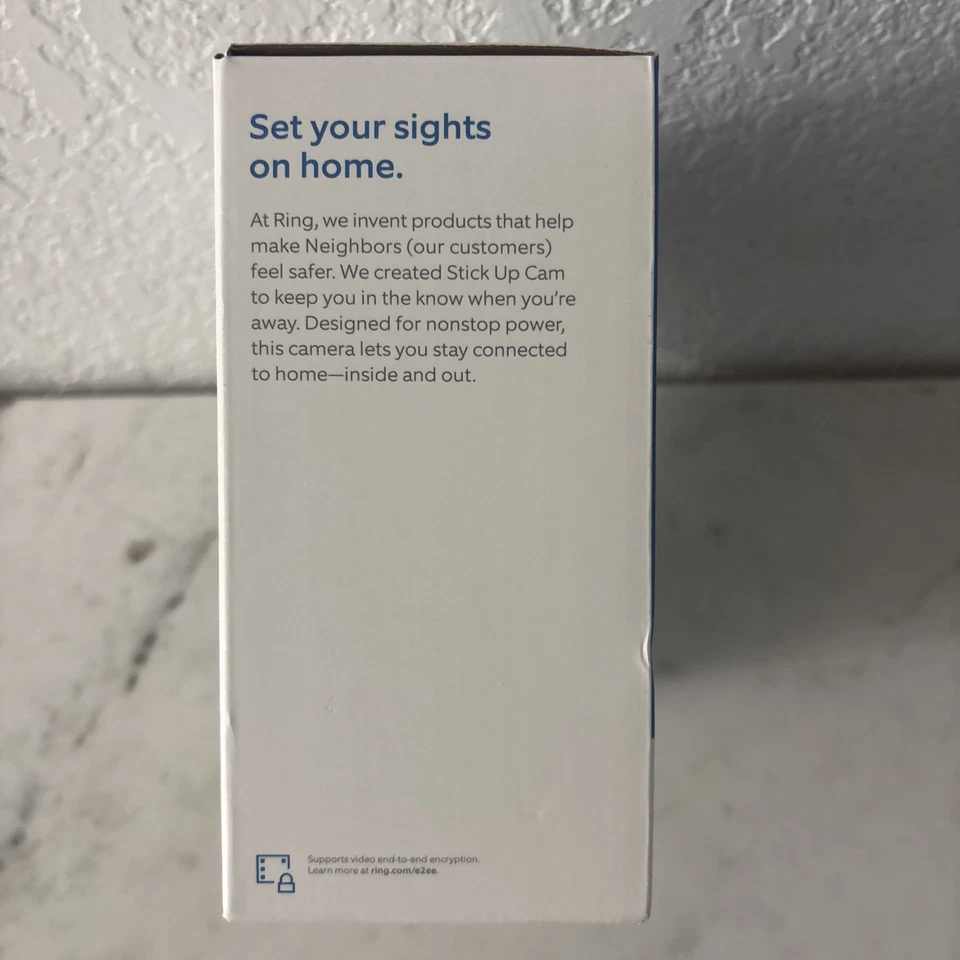 Set your sights
on home.
At Ring, we invent products that help
make Neighbors (our customers)
feel safer. We created Stick Up Cam
to keep you in the know when you're
away. Designed for nonstop power,
this camera lets you stay connected
to home—inside and out.
Supports video end-to-end encryption.
Learn more at ring.com/e2ee.